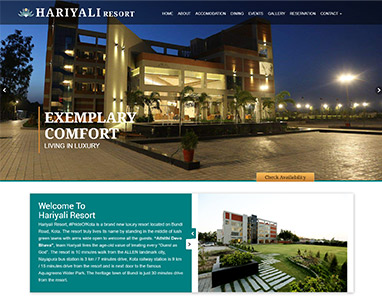 HARIYALI RESORT
HOME ABOUT ACCOMODATION DINING EVENTS GALLERY RESERVATION CONTACT
EXEMPLARY
COMFORT
LIVING IN LUXURY
Check Availability
Welcome To
Hariyali Resort
Hariyali Resort, #PrideOfKota is a brand new luxury resort located on Bundi
Road, Kota. The resort truly lives its name by standing in the middle of lush
green lawns with arms wide open to welcome all the guests. "Atithi Devo
Bhava", team Hariyali lives the age-old value of treating every "Guest as
God". The resort is 10 minutes walk from the ALLEN landmark city,
Nayapura bus station is 5 km / 7 minutes drive, Kota railway station is 8 km
/ 13 minutes drive from the resort and is next door to the famous
Aquagreens Water Park. The heritage town of Bundi is just 30 minutes drive
from the resort.